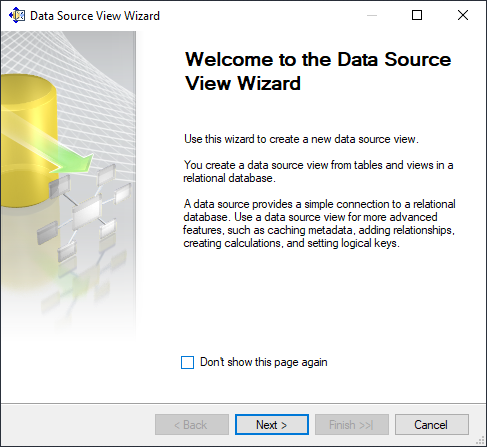 Data Source View Wizard
Welcome to the Data Source
View Wizard
Use this wizard to create a new data source view.
You create a data source view from tables and views in a
relational database.
A data source provides a simple connection to a relational
database. Use a data source view for more advanced
features, such as caching metadata, adding relationships,
creating calculations, and setting logical keys.
Don't show this page again
< Back
Next >
Finish >>|
Cancel